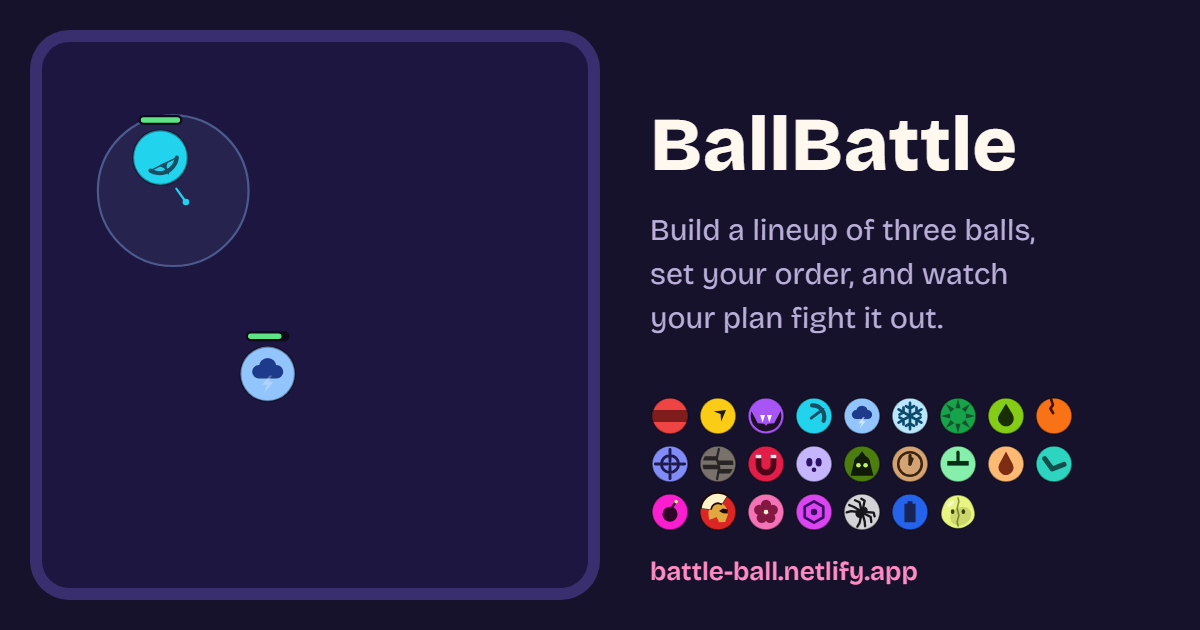 BallBattle
Build a lineup of three balls,
set your order, and watch
your plan fight it out.
battle-ball.netlify.app